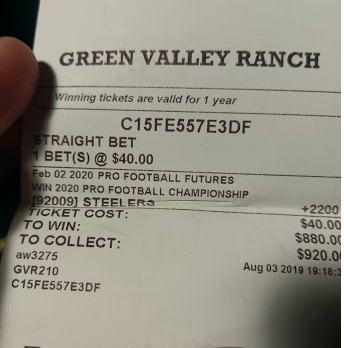 GREEN VALLEY RANCH
Winning tickets are valid for 1 year
C15FE557E3DF
STRAIGHT BET
1 BET(S) @ $40.00
Feb 02 2020 PRO FOOTBALL FUTURES
WIN 2020 PRO FOOTBALL CHAMPIONSHIP
[92009] STEELERS +2200
TICKET COST: $40.00
TO WIN: $880.0
TO COLLECT: $920.0
aw3275 Aug 03 2019 19:16:3
GVR210
C15FE557E3DF